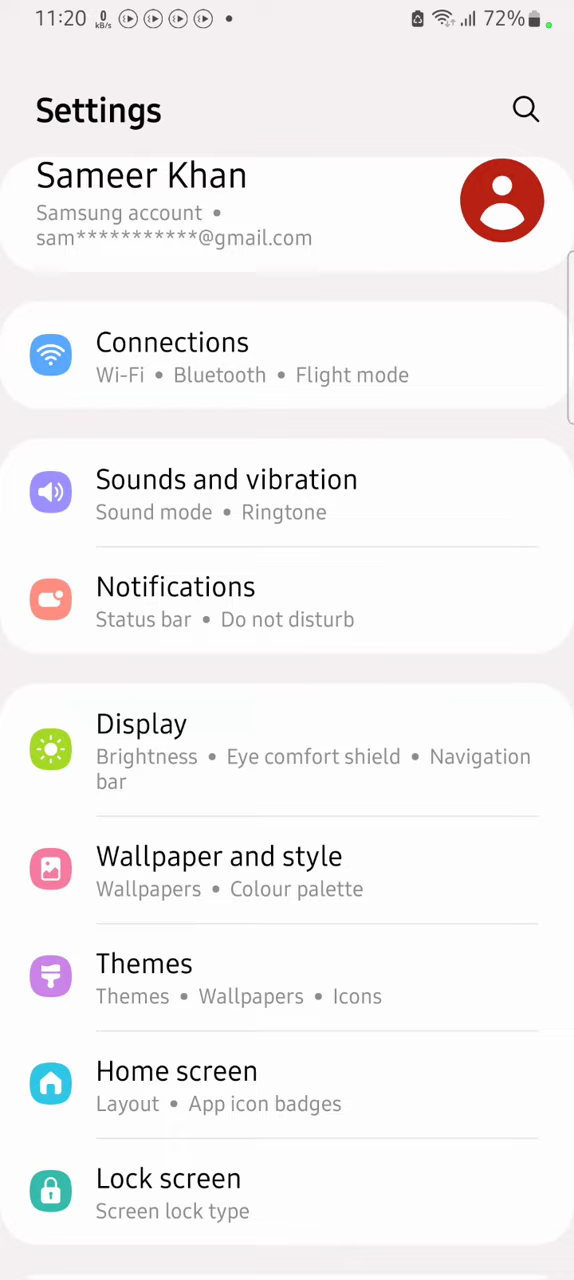 11:20 0 kB/s 72%
Settings
Sameer Khan
Samsung account •
sam***********@gmail.com
Connections
Wi-Fi • Bluetooth • Flight mode
Sounds and vibration
Sound mode • Ringtone
Notifications
Status bar • Do not disturb
Display
Brightness • Eye comfort shield • Navigation
bar
Wallpaper and style
Wallpapers • Colour palette
Themes
Themes • Wallpapers • Icons
Home screen
Layout • App icon badges
Lock screen
Screen lock type